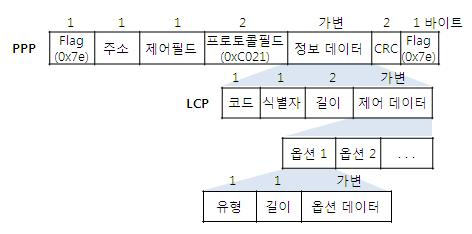 1 1 1 2 가변 2 1 바이트
PPP Flag (0x7e) 주소 제어필드 프로토콜필드 (0xC021) 정보 데이터 CRC Flag (0x7e)
1 1 2 가변
LCP 코드 식별자 길이 제어 데이터
옵션 1 옵션 2 . . .
1 1 가변
유형 길이 옵션 데이터